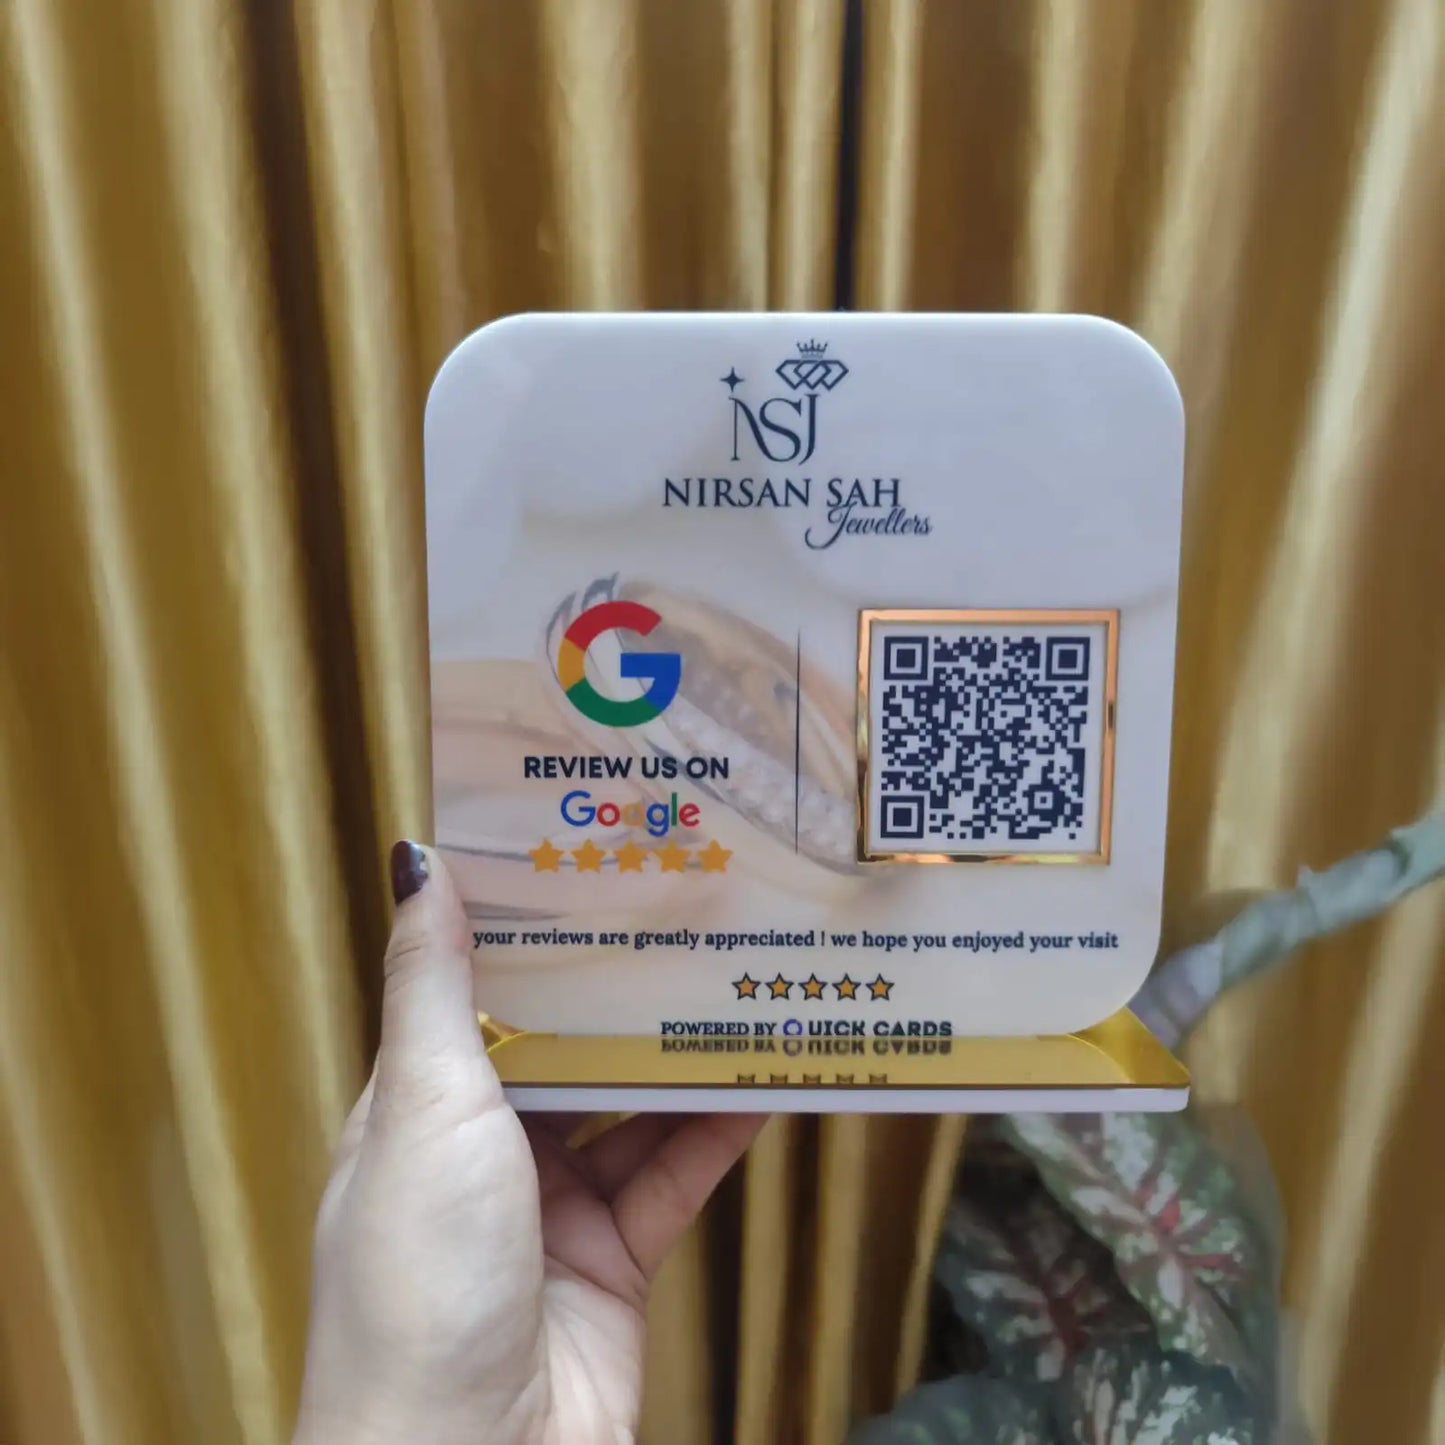 NSJ
NIRSAN SAH
Jewellers
REVIEW US ON
Google
your reviews are greatly appreciated ! we hope you enjoyed your visit
POWERED BY QUICK CARDS